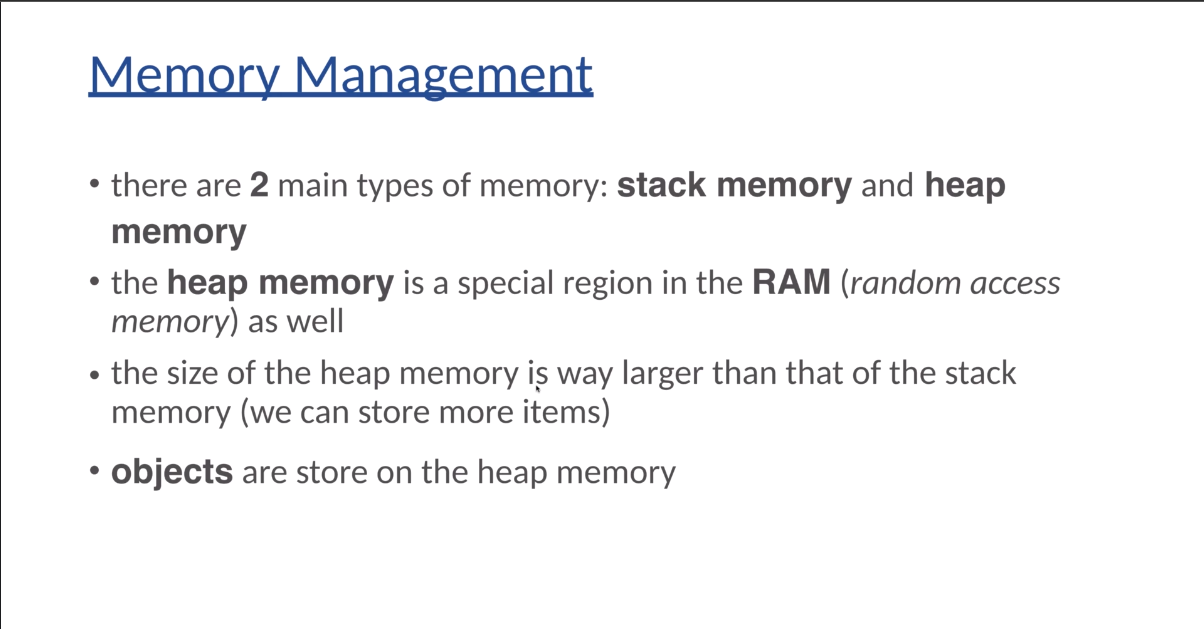 Memory Management
• there are 2 main types of memory: stack memory and heap
memory
• the heap memory is a special region in the RAM (random access
memory) as well
• the size of the heap memory is way larger than that of the stack
memory (we can store more items)
• objects are store on the heap memory